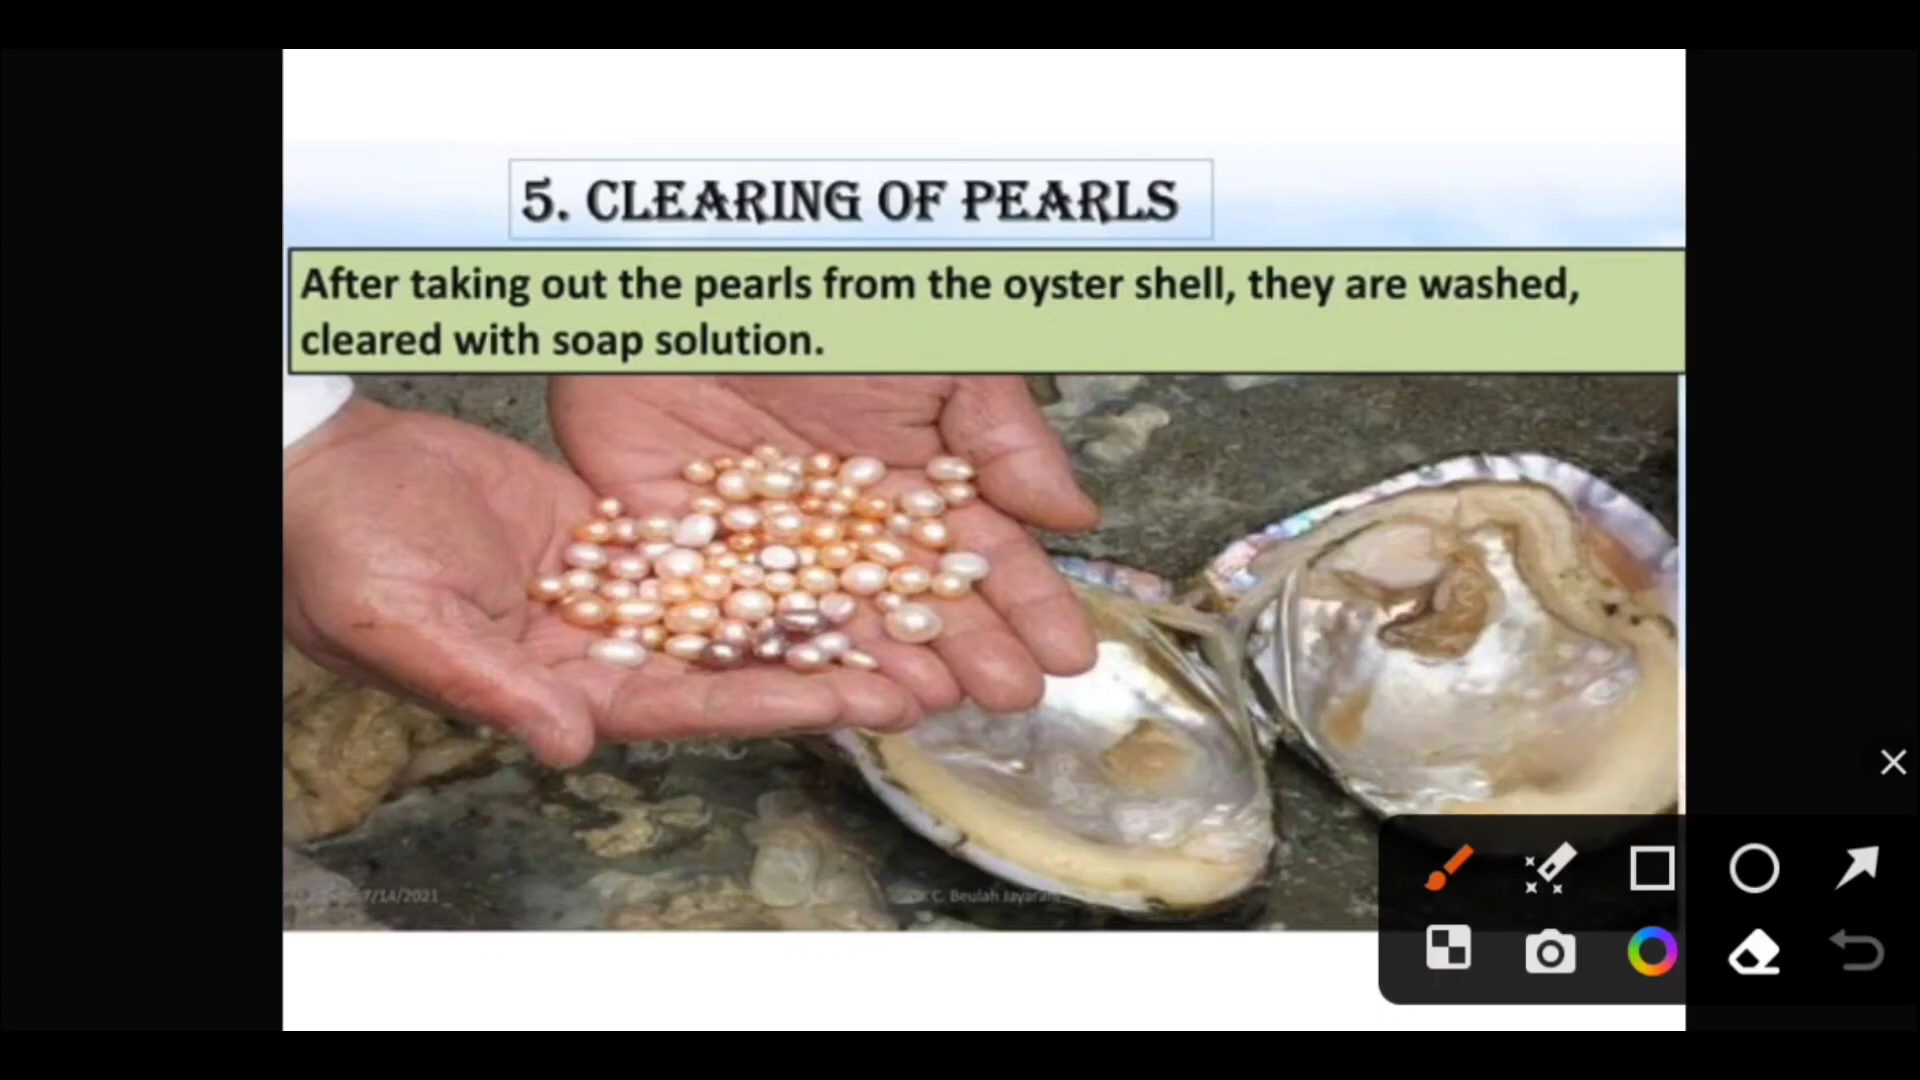 5. CLEARING OF PEARLS
After taking out the pearls from the oyster shell, they are washed,
cleared with soap solution.
7/14/2021
C. Beulah Jayarani